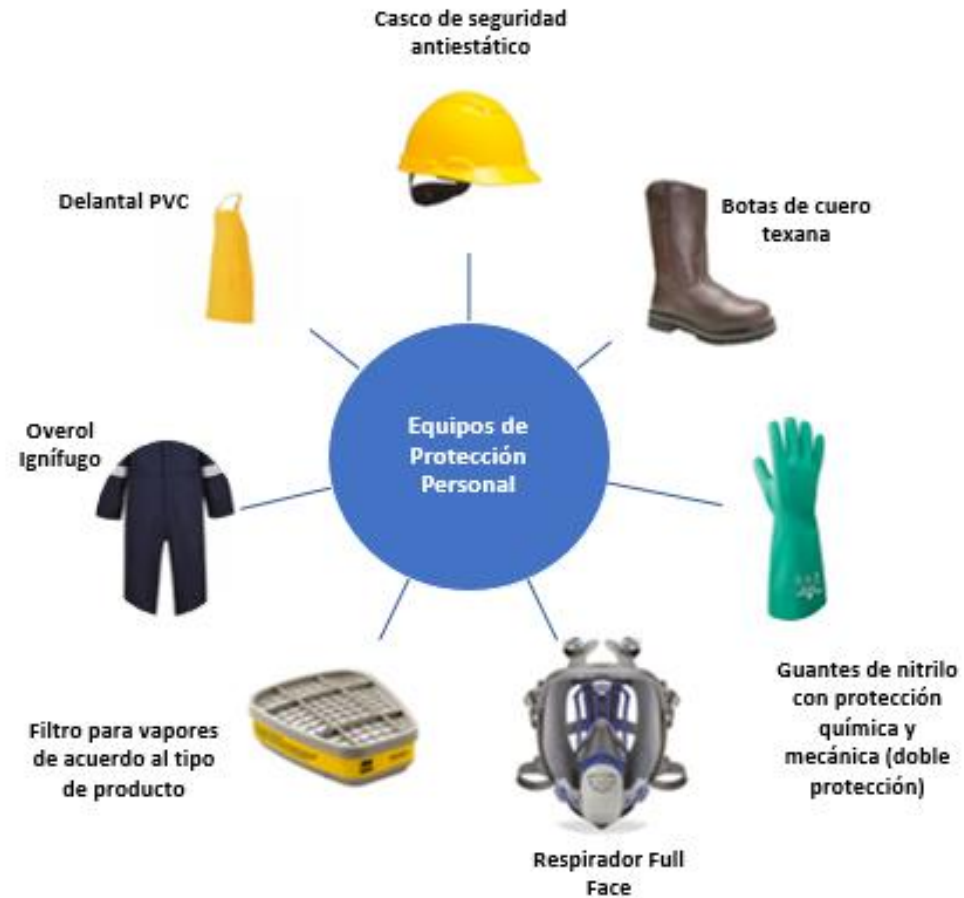 Casco de seguridad
antiestático
Delantal PVC
Botas de cuero
texana
Overol
Ignífugo
Equipos de
Protección
Personal
Guantes de nitrilo
con protección
química y
mecánica (doble
protección)
Filtro para vapores
de acuerdo al tipo
de producto
Respirador Full
Face